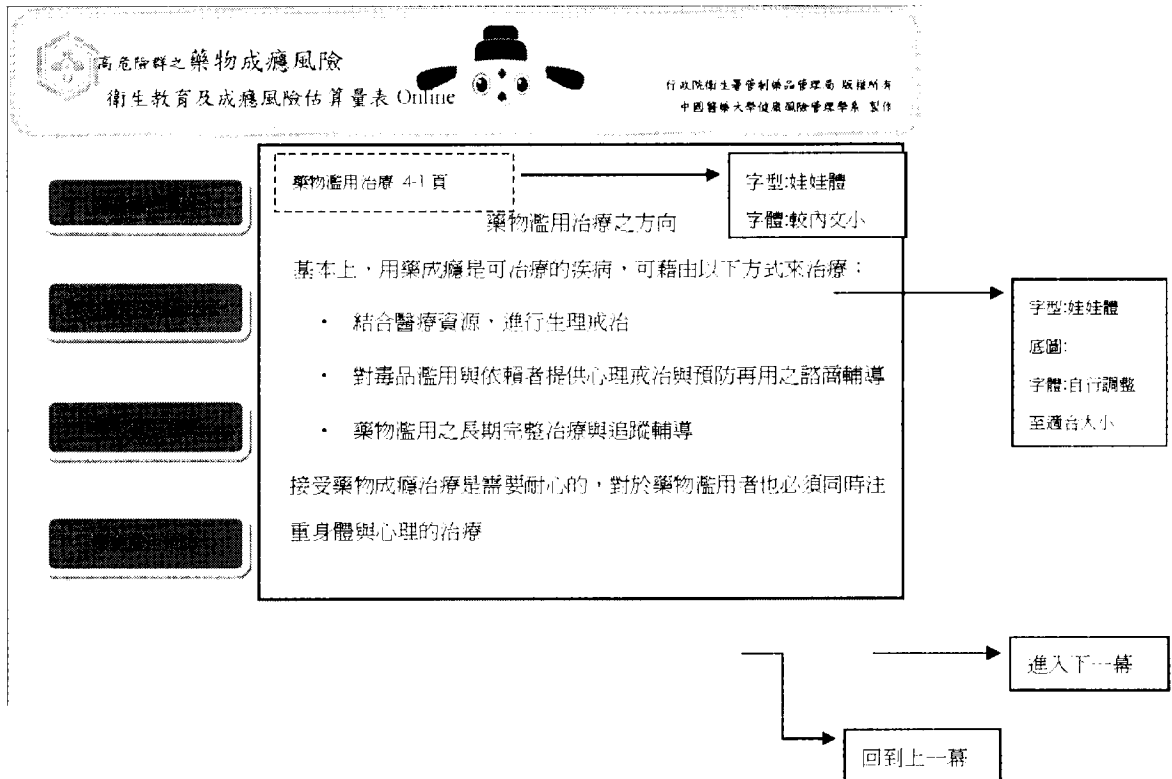 高危險群之藥物成癮風險
衛生教育及成癮風險估算量表 Online
行政院衛生署管制藥品管理局 版權所有
中國醫藥大學健康風險管理學系 製作
藥物濫用治療 4-1 頁
字型:娃娃體
字體:較內文小
藥物濫用治療之方向
基本上，用藥成癮是可治療的疾病，可藉由以下方式來治療：
• 結合醫療資源、進行生理戒治
• 對毒品濫用與依賴者提供心理戒治與預防再用之諮商輔導
• 藥物濫用之長期完整治療與追蹤輔導
接受藥物成癮治療是需要耐心的，對於藥物濫用者也必須同時注
重身體與心理的治療
字型:娃娃體
底圖:
字體:自行調整
至適合大小
進入下一幕
回到上一幕